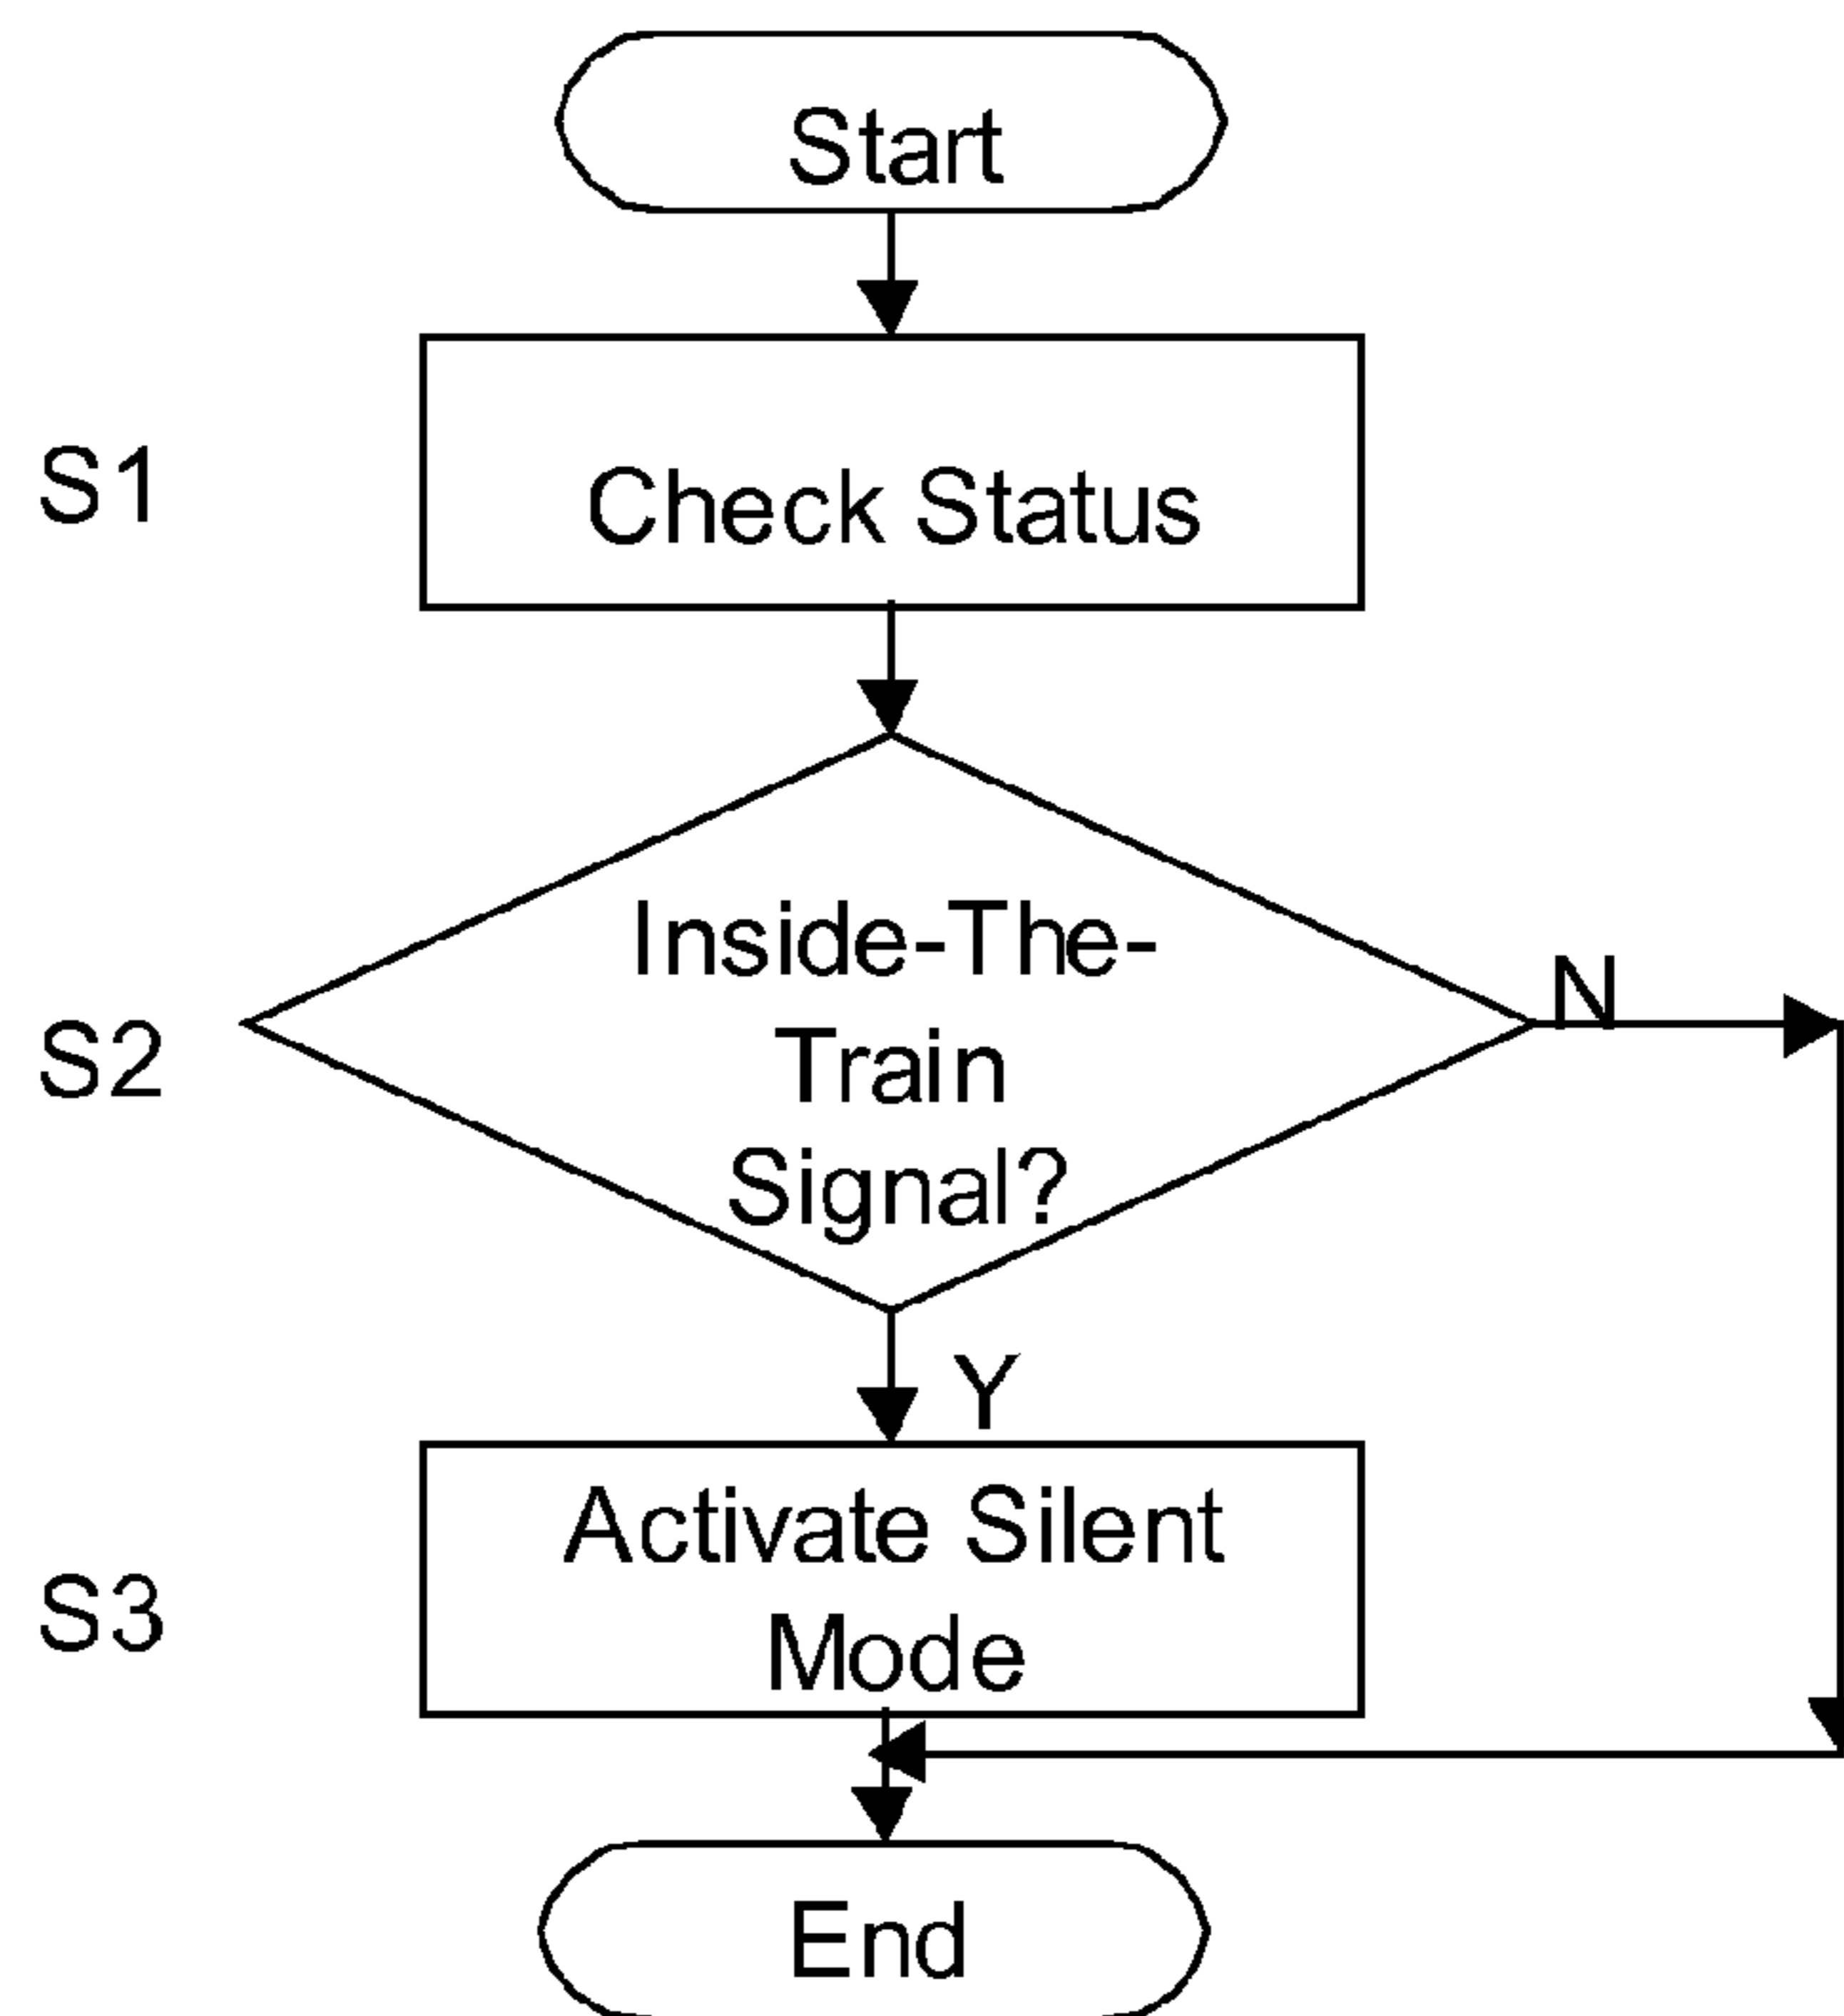 Start
S1
Check Status
Inside-The-
Train
Signal?
S2
N
Y
Activate Silent
Mode
S3
End